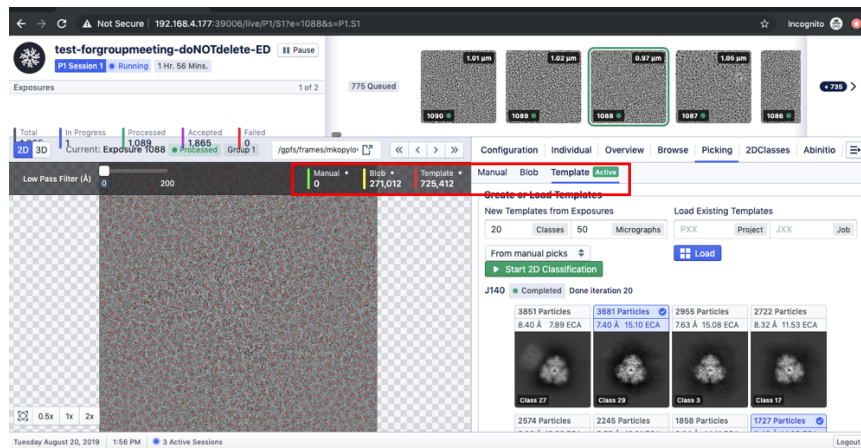 Not Secure | 192.168.4.177:39006/live/P1/S1?e=1088&s=P1.S1
Incognito
test-forgroupmeeting-doNOTdelete-ED
Pause
P1 Session 1 Running 1 Hr. 56 Mins.
Exposures 1 of 2
775 Queued
1.01 µm
1.02 µm
0.97 µm
1.05 µm
1090
1089
1088
1087
1086
+ 735
Total In Progress Processed Accepted Failed
1 1,089 1,865 0
2D 3D Current: Exposure 1088 Processed Group 1 /gpfs/frames/mkopylov
Configuration Individual Overview Browse Picking 2DClasses Abinitio
Low Pass Filter (Å) 0 200
Manual Blob Template
0 271,012 725,412
Manual Blob Template Active
Create or Load Templates
New Templates from Exposures Load Existing Templates
20 Classes 50 Micrographs PXX Project JXX Job
From manual picks Load
Start 2D Classification
J140 Completed Done iteration 20
3851 Particles 3681 Particles 2955 Particles 2722 Particles
8.40 Å 7.89 ECA 7.40 Å 15.10 ECA 7.63 Å 15.08 ECA 8.32 Å 11.53 ECA
Class 27 Class 29 Class 3 Class 17
2574 Particles 2245 Particles 1858 Particles 1727 Particles
0.5x 1x 2x
Tuesday August 20, 2019 1:56 PM 3 Active Sessions Logout